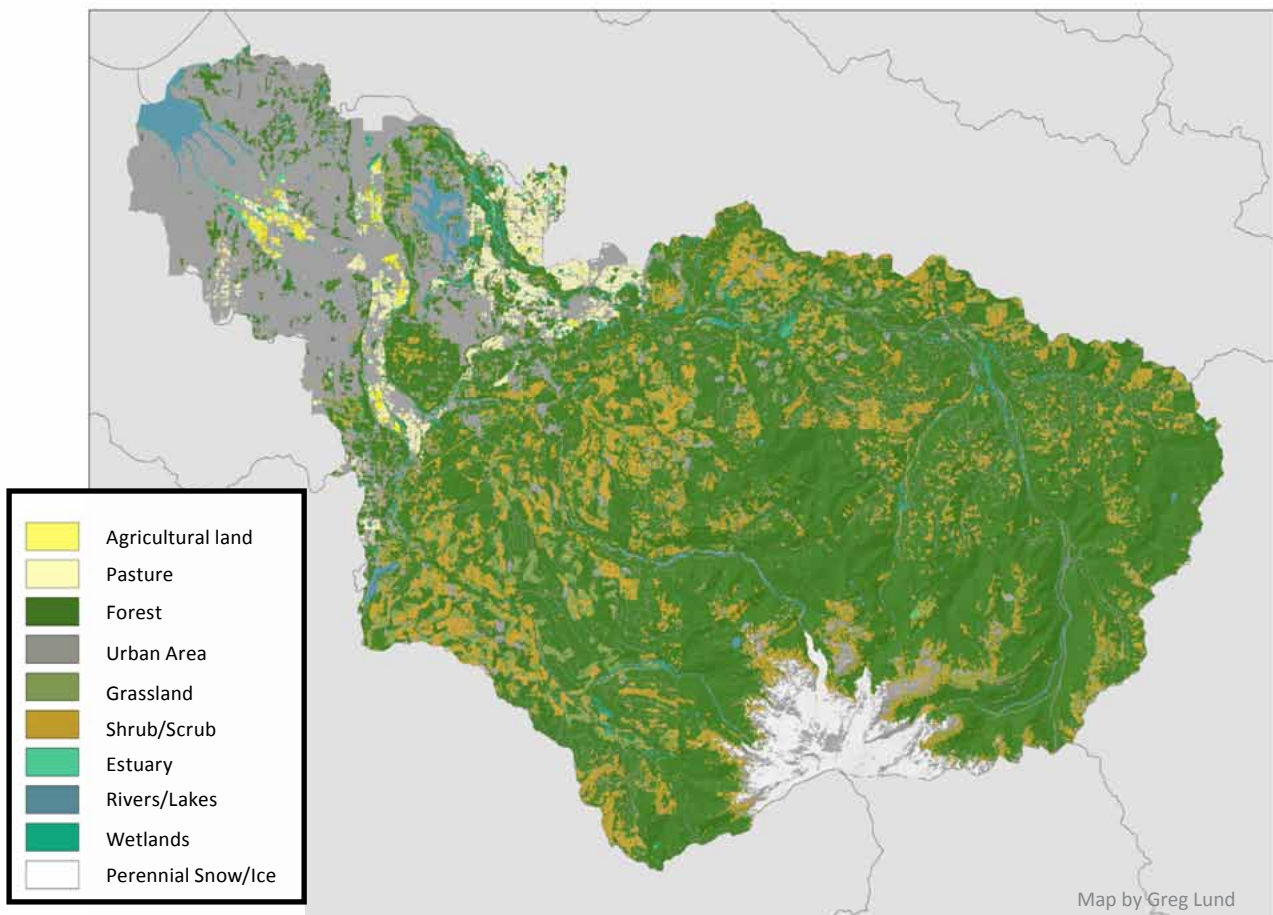 Agricultural land
Pasture
Forest
Urban Area
Grassland
Shrub/Scrub
Estuary
Rivers/Lakes
Wetlands
Perennial Snow/Ice
Map by Greg Lund